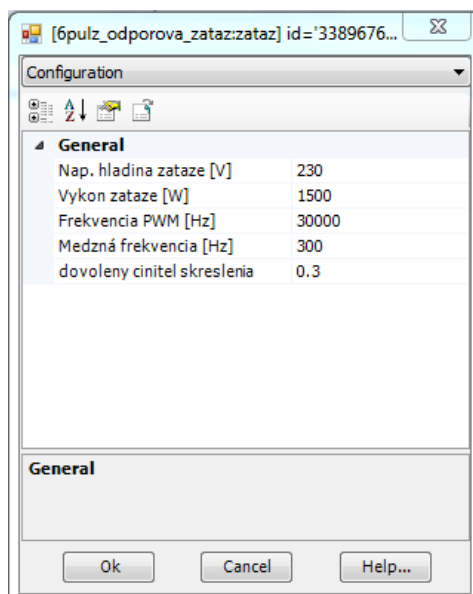 [6pulz_odporova_zataz:zataz] id='3389676...
Configuration
General
Nap. hladina zataze [V] 230
Vykon zataze [W] 1500
Frekvencia PWM [Hz] 30000
Medzná frekvencia [Hz] 300
dovoleny cinitel skreslenia 0.3
General
Ok Cancel Help...